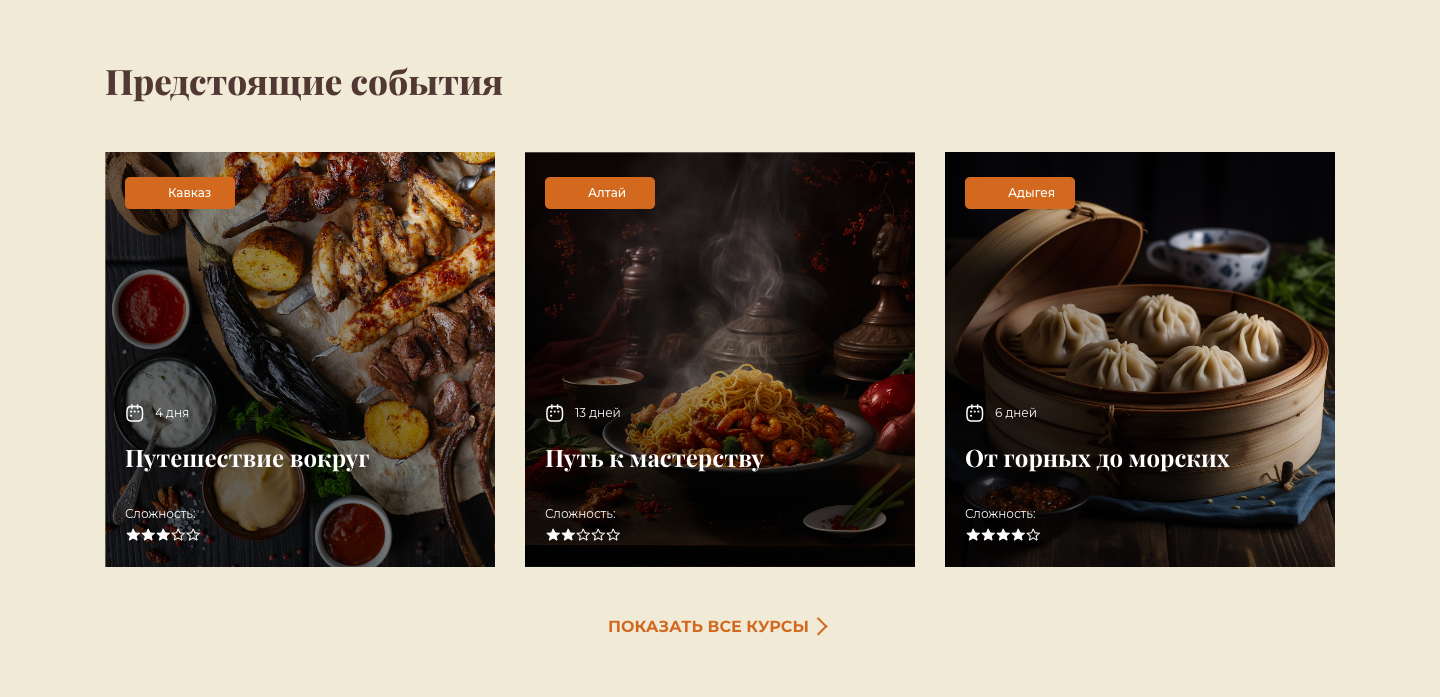 Предстоящие события
Кавказ
4 дня
Путешествие вокруг
Сложность:
Алтай
13 дней
Путь к мастерству
Сложность:
Адыгея
6 дней
От горных до морских
Сложность:
ПОКАЗАТЬ ВСЕ КУРСЫ